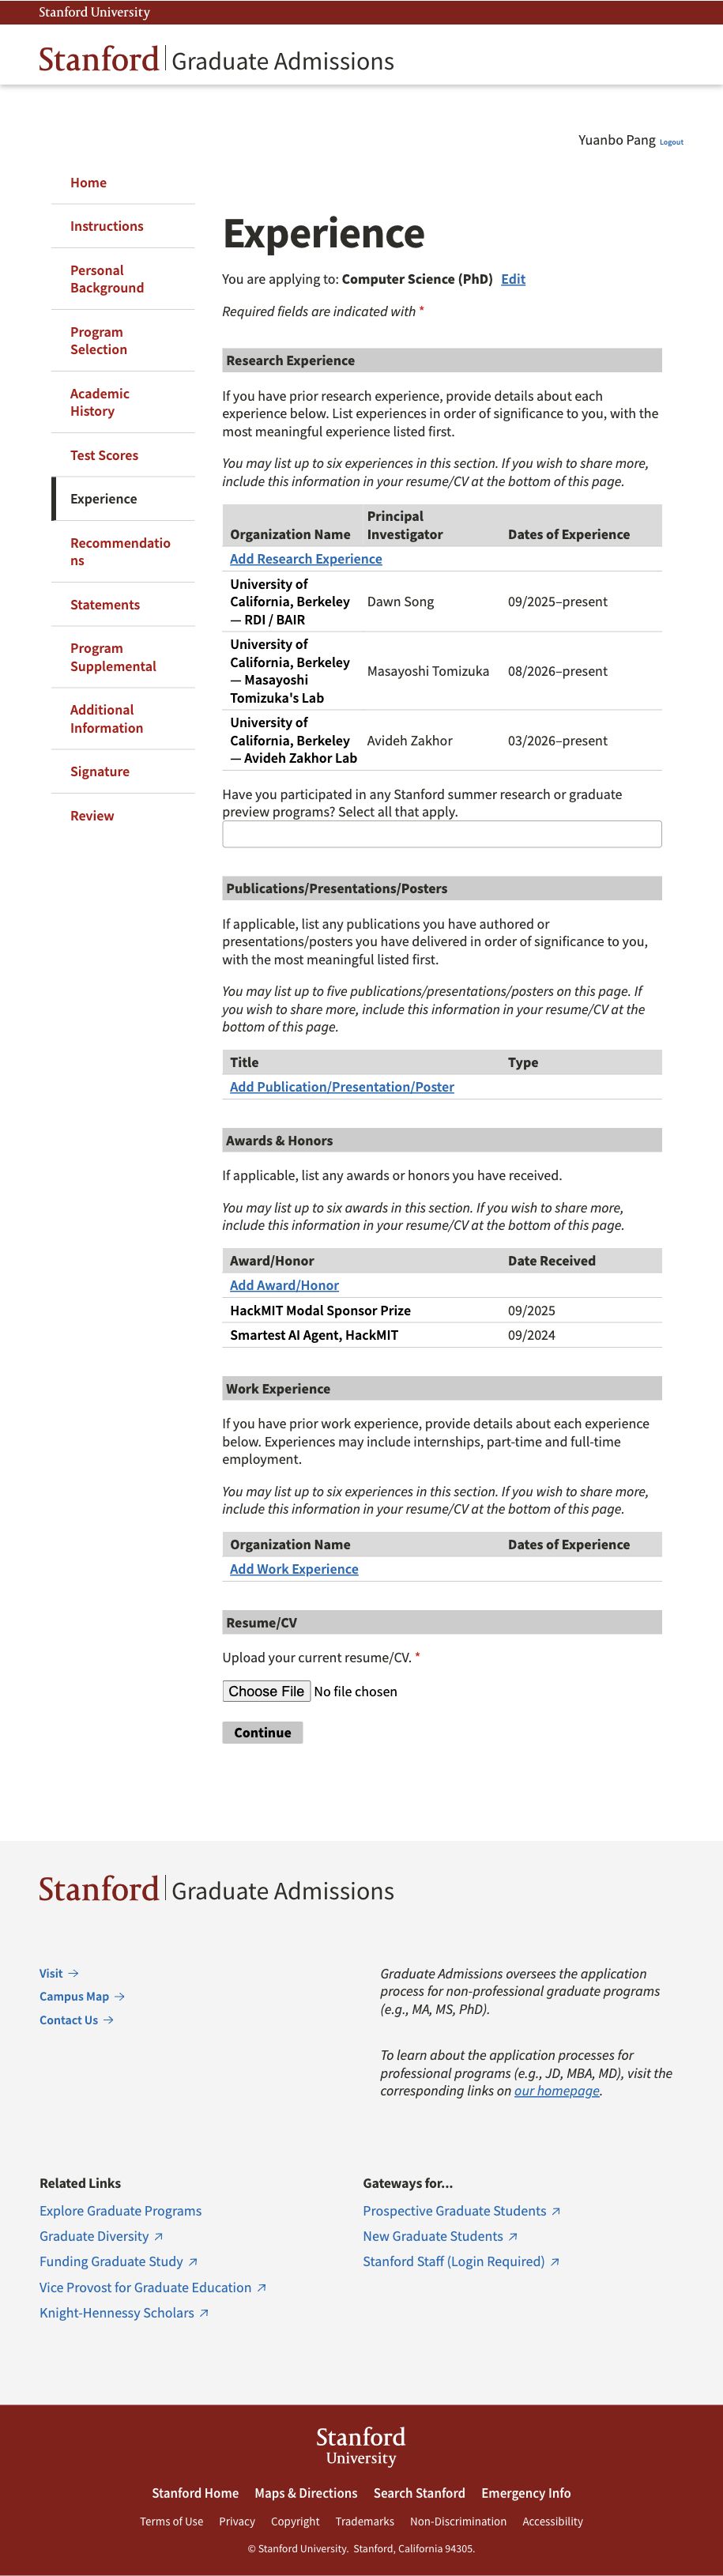 Stanford University
Stanford Graduate Admissions
Yuanbo Pang Logout
Home
Instructions
Personal
Background
Program
Selection
Academic
History
Test Scores
Experience
Recommendatio
ns
Statements
Program
Supplemental
Additional
Information
Signature
Review
Experience
You are applying to: Computer Science (PhD) Edit
Required fields are indicated with *
Research Experience
If you have prior research experience, provide details about each
experience below. List experiences in order of significance to you, with the
most meaningful experience listed first.
You may list up to six experiences in this section. If you wish to share more,
include this information in your resume/CV at the bottom of this page.
Organization Name Principal Investigator Dates of Experience
Add Research Experience
University of
California, Berkeley
— RDI / BAIR
Dawn Song
09/2025–present
University of
California, Berkeley
— Masayoshi
Tomizuka's Lab
Masayoshi Tomizuka
08/2026–present
University of
California, Berkeley
— Avideh Zakhor Lab
Avideh Zakhor
03/2026–present
Have you participated in any Stanford summer research or graduate
preview programs? Select all that apply.
Publications/Presentations/Posters
If applicable, list any publications you have authored or
presentations/posters you have delivered in order of significance to you,
with the most meaningful listed first.
You may list up to five publications/presentations/posters on this page. If
you wish to share more, include this information in your resume/CV at the
bottom of this page.
Title Type
Add Publication/Presentation/Poster
Awards & Honors
If applicable, list any awards or honors you have received.
You may list up to six awards in this section. If you wish to share more,
include this information in your resume/CV at the bottom of this page.
Award/Honor Date Received
Add Award/Honor
HackMIT Modal Sponsor Prize 09/2025
Smartest AI Agent, HackMIT 09/2024
Work Experience
If you have prior work experience, provide details about each experience
below. Experiences may include internships, part-time and full-time
employment.
You may list up to six experiences in this section. If you wish to share more,
include this information in your resume/CV at the bottom of this page.
Organization Name Dates of Experience
Add Work Experience
Resume/CV
Upload your current resume/CV. *
Choose File No file chosen
Continue
Stanford Graduate Admissions
Visit →
Campus Map →
Contact Us →
Graduate Admissions oversees the application
process for non-professional graduate programs
(e.g., MA, MS, PhD).
To learn about the application processes for
professional programs (e.g., JD, MBA, MD), visit the
corresponding links on our homepage.
Related Links
Explore Graduate Programs
Graduate Diversity ↗
Funding Graduate Study ↗
Vice Provost for Graduate Education ↗
Knight-Hennessy Scholars ↗
Gateways for...
Prospective Graduate Students ↗
New Graduate Students ↗
Stanford Staff (Login Required) ↗
Stanford
University
Stanford Home Maps & Directions Search Stanford Emergency Info
Terms of Use Privacy Copyright Trademarks Non-Discrimination Accessibility
© Stanford University. Stanford, California 94305.